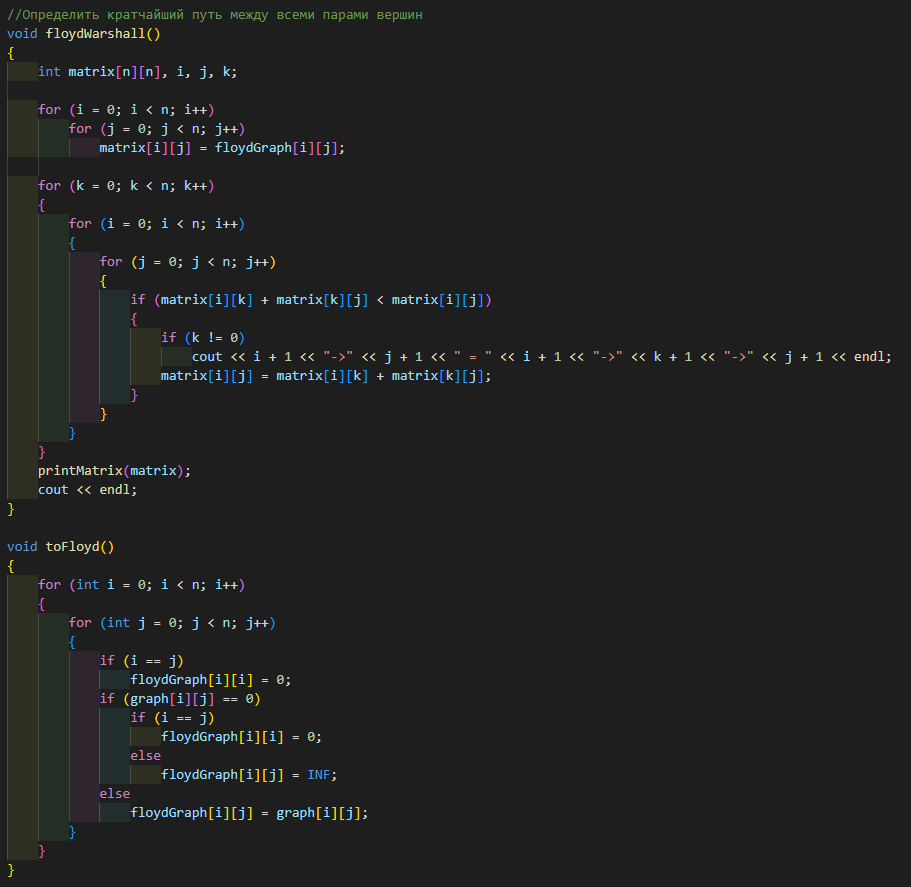 //Определить кратчайший путь между всеми парами вершин
void floydWarshall()
{
    int matrix[n][n], i, j, k;

    for (i = 0; i < n; i++)
        for (j = 0; j < n; j++)
            matrix[i][j] = floydGraph[i][j];

    for (k = 0; k < n; k++)
    {
        for (i = 0; i < n; i++)
        {
            for (j = 0; j < n; j++)
            {
                if (matrix[i][k] + matrix[k][j] < matrix[i][j])
                {
                    if (k != 0)
                        cout << i + 1 << "->" << j + 1 << " = " << i + 1 << "->" << k + 1 << "->" << j + 1 << endl;
                    matrix[i][j] = matrix[i][k] + matrix[k][j];
                }
            }
        }
    }
    printMatrix(matrix);
    cout << endl;
}

void toFloyd()
{
    for (int i = 0; i < n; i++)
    {
        for (int j = 0; j < n; j++)
        {
            if (i == j)
                floydGraph[i][i] = 0;
            if (graph[i][j] == 0)
                if (i == j)
                    floydGraph[i][i] = 0;
                else
                    floydGraph[i][j] = INF;
            else
                floydGraph[i][j] = graph[i][j];
        }
    }
}